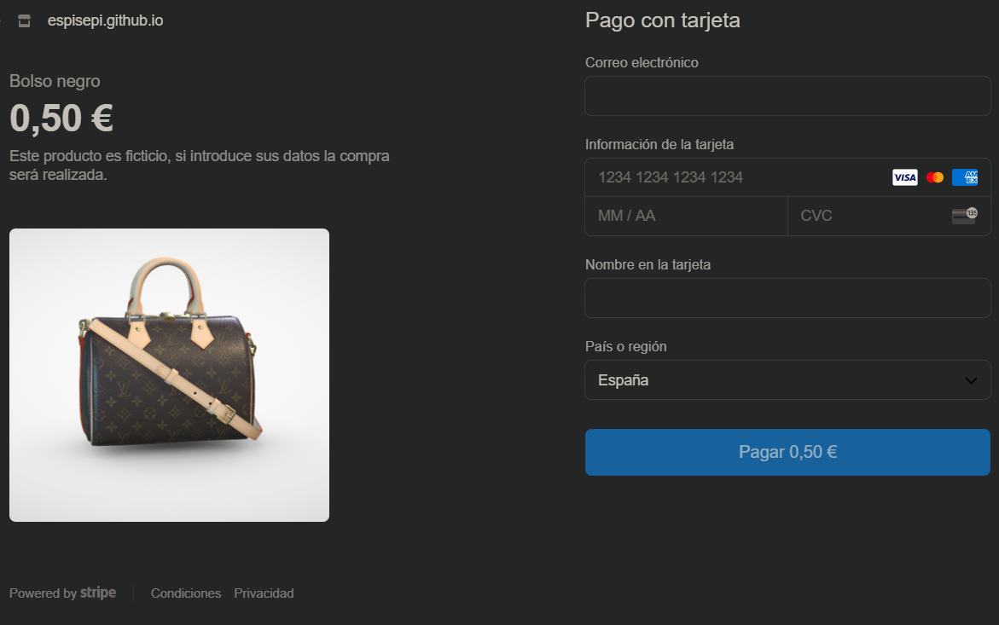 espisepi.github.io
Bolso negro
0,50 €
Este producto es ficticio, si introduce sus datos la compra
será realizada.
Powered by stripe
Condiciones Privacidad
Pago con tarjeta
Correo electrónico
Información de la tarjeta
1234 1234 1234 1234
VISA
AMEX
MM / AA
CVC
135
Nombre en la tarjeta
País o región
España
Pagar 0,50 €